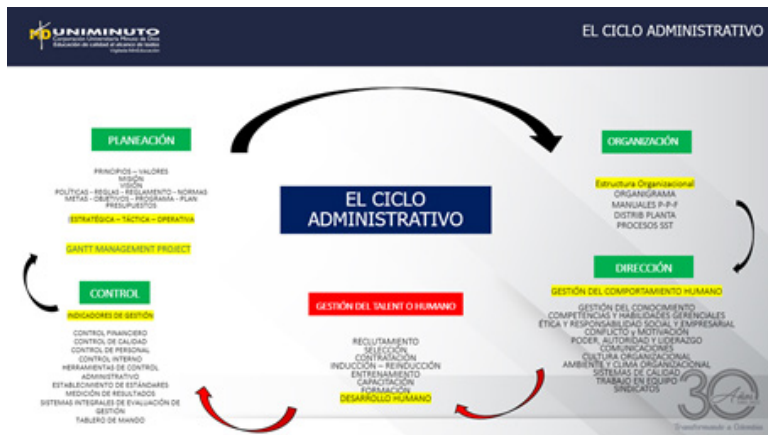 UNIMINUTO
Corporación Universitaria Minuto de Dios
Educación de calidad al alcance de todos
Vigilada MinEducación
EL CICLO ADMINISTRATIVO
PLANEACIÓN
PRINCIPIOS – VALORES
MISIÓN
VISIÓN
POLÍTICAS - REGLAS - REGLAMENTO - NORMAS
METAS - OBJETIVOS - PROGRAMA - PLAN
PRESUPUESTOS
(ESTRATÉGICA – TÁCTICA – OPERATIVA
GANTT MANAGEMENT PROJECT
EL CICLO
ADMINISTRATIVO
ORGANIZACIÓN
Estructura Organizacional
ORGANIGRAMA
MANUALES P-P-F
DISTRIB PLANTA
PROCESOS SST
DIRECCIÓN
GESTIÓN DEL COMPORTAMIENTO HUMANO
GESTIÓN DEL CONOCIMIENTO
COMPETENCIAS Y HABILIDADES GERENCIALES
ÉTICA Y RESPONSABILIDAD SOCIAL Y EMPRESARIAL
CONFLICTO y MOTIVACIÓN
PODER, AUTORIDAD Y LIDERAZGO
COMUNICACIONES
CULTURA ORGANIZACIONAL
AMBIENTE Y CLIMA ORGANIZACIONAL
SISTEMAS DE CALIDAD
TRABAJO EN EQUIPO
SINDICATOS
GESTIÓN DEL TALENT O HUMANO
RECLUTAMIENTO
SELECCIÓN
CONTRATACIÓN
INDUCCIÓN – REINDUCCIÓN
ENTRENAMIENTO
CAPACITACIÓN
FORMACIÓN
DESARROLLO HUMANO
CONTROL
INDICADORES DE GESTIÓN
CONTROL FINANCIERO
CONTROL DE CALIDAD
CONTROL DE PERSONAL
CONTROL INTERNO
HERRAMIENTAS DE CONTROL
ADMINISTRATIVO
ESTABLECIMIENTO DE ESTÁNDARES
MEDICIÓN DE RESULTADOS
SISTEMAS INTEGRALES DE EVALUACIÓN DE
GESTIÓN
TABLERO DE MANDO
30 Años
Transformando a Colombia